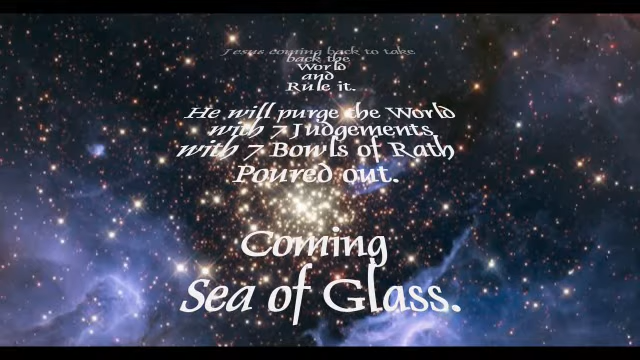 Jesus coming back to take
back the
World
and
Rule it.
He will purge the World
with 7 Judgements
with 7 Bowls of Rath
Poured out.
Coming
Sea of Glass.